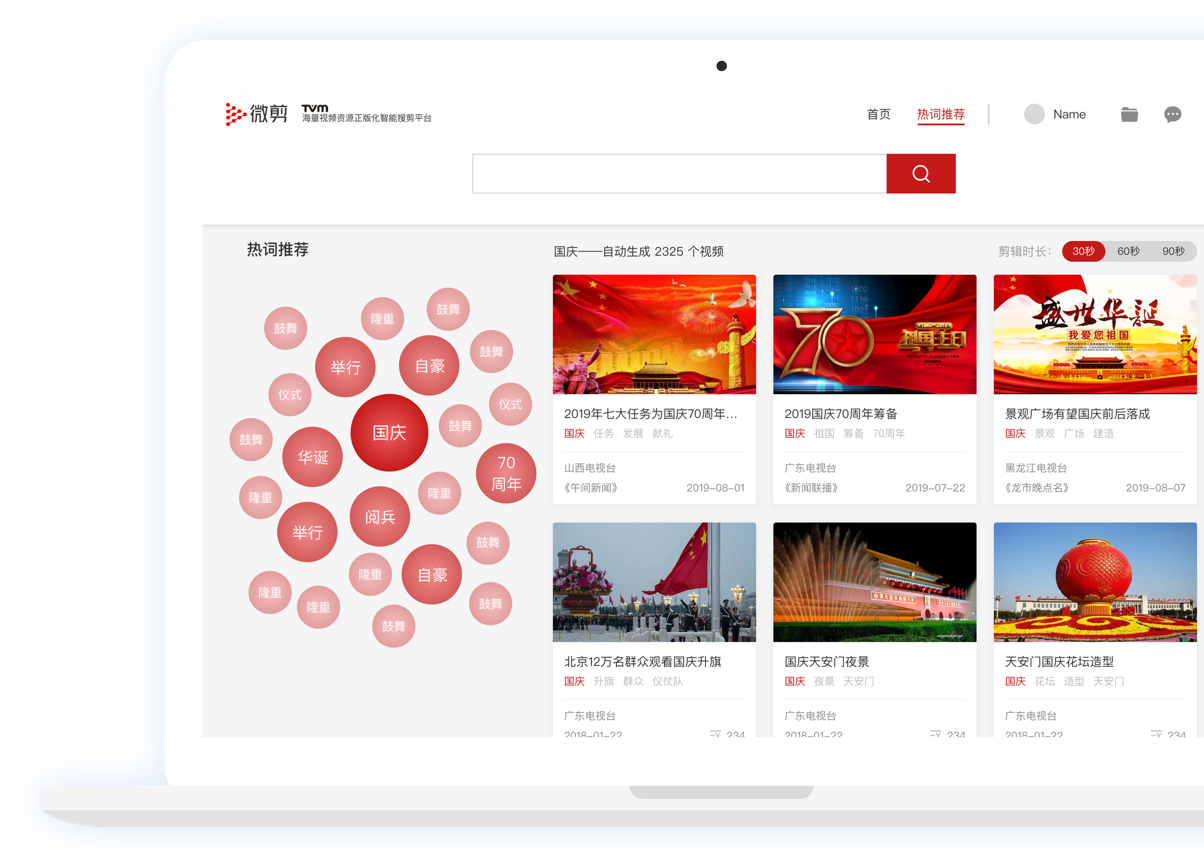 微剪
TVM
海量视频资源正版化智能搜剪平台
首页
热词推荐
Name
热词推荐
鼓舞
隆重
鼓舞
举行
自豪
鼓舞
仪式
国庆
鼓舞
仪式
鼓舞
华诞
70
周年
隆重
隆重
举行
阅兵
鼓舞
隆重
自豪
隆重
隆重
鼓舞
鼓舞
国庆——自动生成 2325 个视频
剪辑时长：
30秒
60秒
90秒
70
盛世华诞
我爱您祖国
2019年七大任务为国庆70周年...
国庆 任务 发展 献礼
山西电视台
《午间新闻》 2019-08-01
2019国庆70周年筹备
国庆 祖国 筹备 70周年
广东电视台
《新闻联播》 2019-07-22
景观广场有望国庆前后落成
国庆 景观 广场 建造
黑龙江电视台
《龙市晚点名》 2019-08-07
北京12万名群众观看国庆升旗
国庆 升旗 群众 仪仗队
广东电视台
2018-01-22 234
国庆天安门夜景
国庆 夜景 天安门
广东电视台
2018-01-22 234
天安门国庆花坛造型
国庆 花坛 造型 天安门
广东电视台
2018-01-22 234